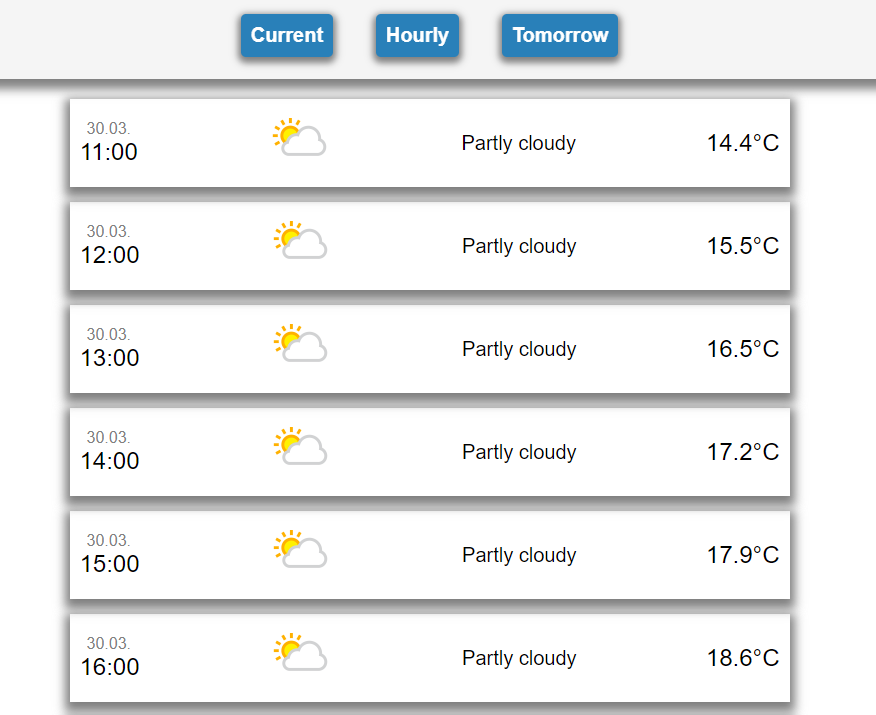 Current Hourly Tomorrow
30.03.
11:00 Partly cloudy 14.4°C
30.03.
12:00 Partly cloudy 15.5°C
30.03.
13:00 Partly cloudy 16.5°C
30.03.
14:00 Partly cloudy 17.2°C
30.03.
15:00 Partly cloudy 17.9°C
30.03.
16:00 Partly cloudy 18.6°C